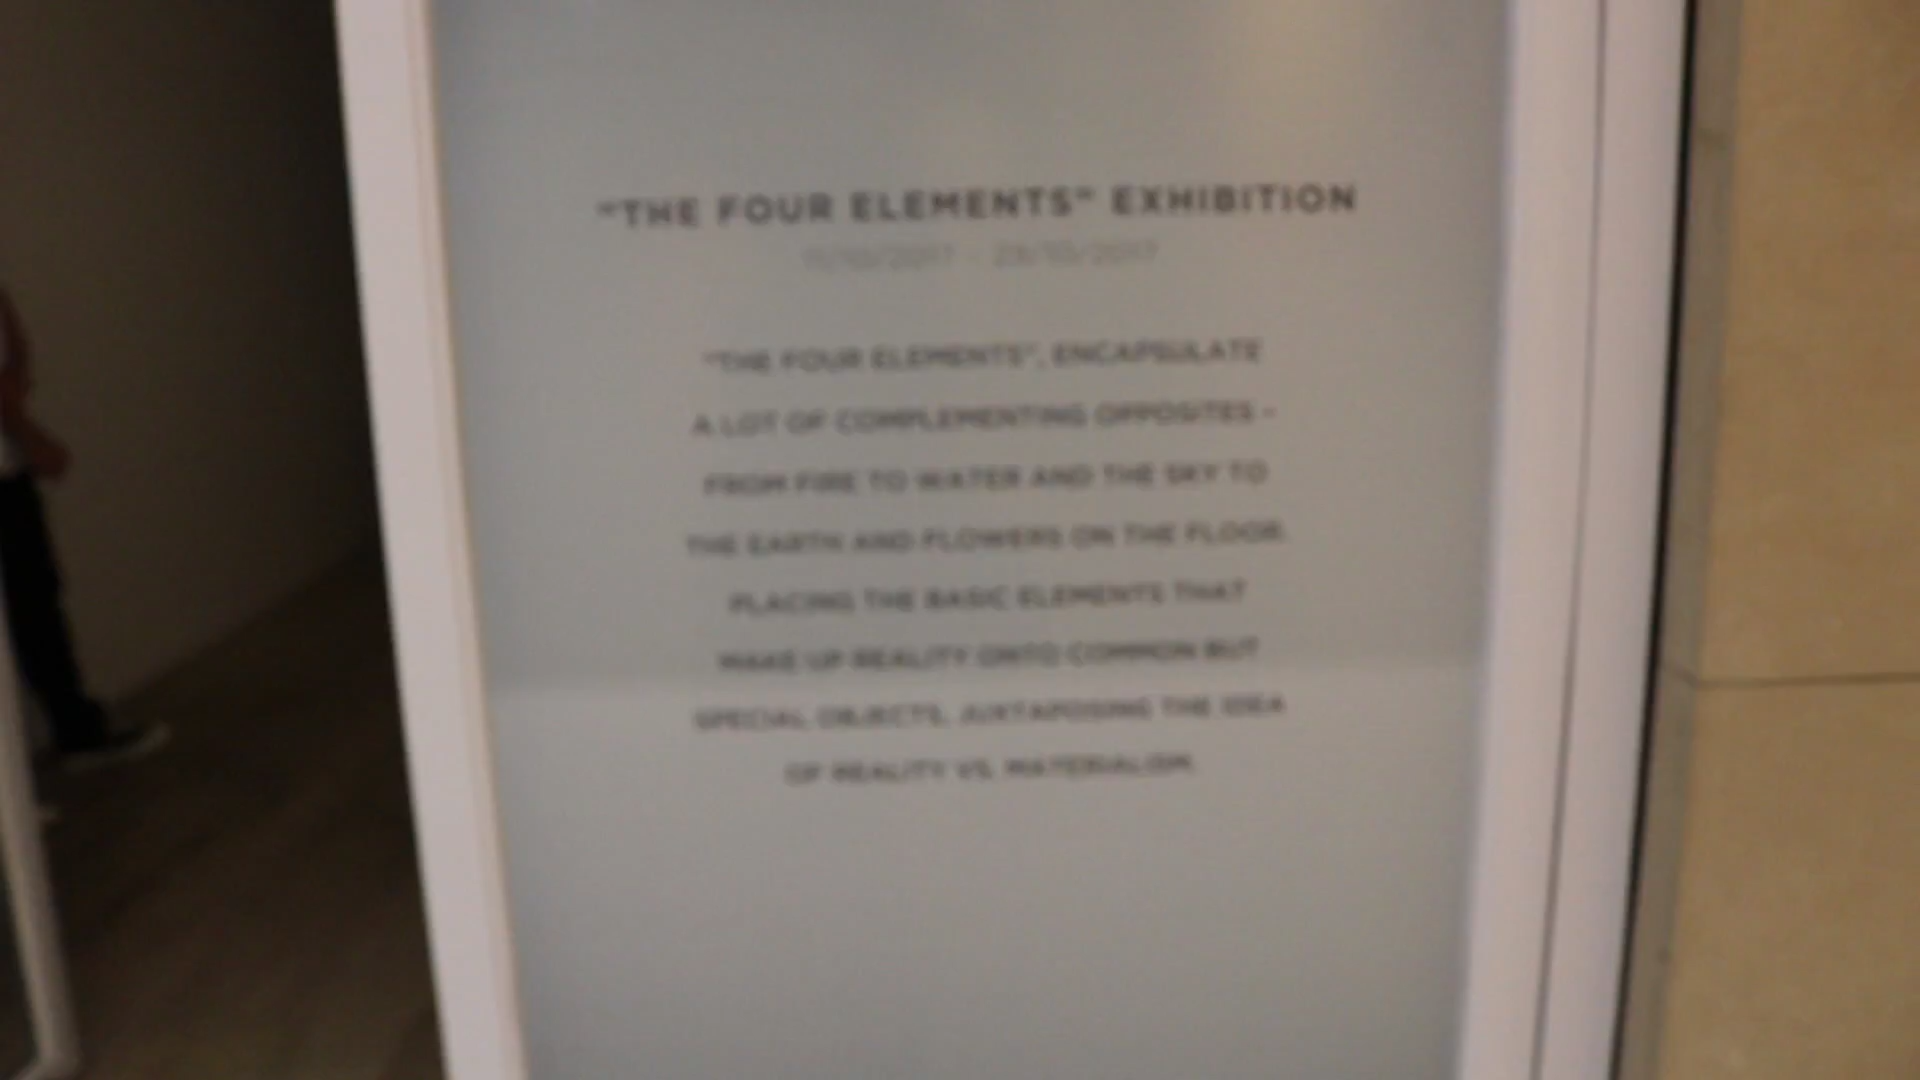 "THE FOUR ELEMENTS" EXHIBITION
"THE FOUR ELEMENTS", ENCAPSULATE
A LOT OF COMPLEMENTING OPPOSITES -
FROM FIRE TO WATER AND THE SKY TO
THE EARTH AND FLOWERS ON THE FLOOR.
PLACING THE BASIC ELEMENTS THAT
MAKE UP REALITY ONTO COMMON BUT
SPECIAL OBJECTS, JUXTAPOSING THE IDEA
OF REALITY VS. MATERIALISM.